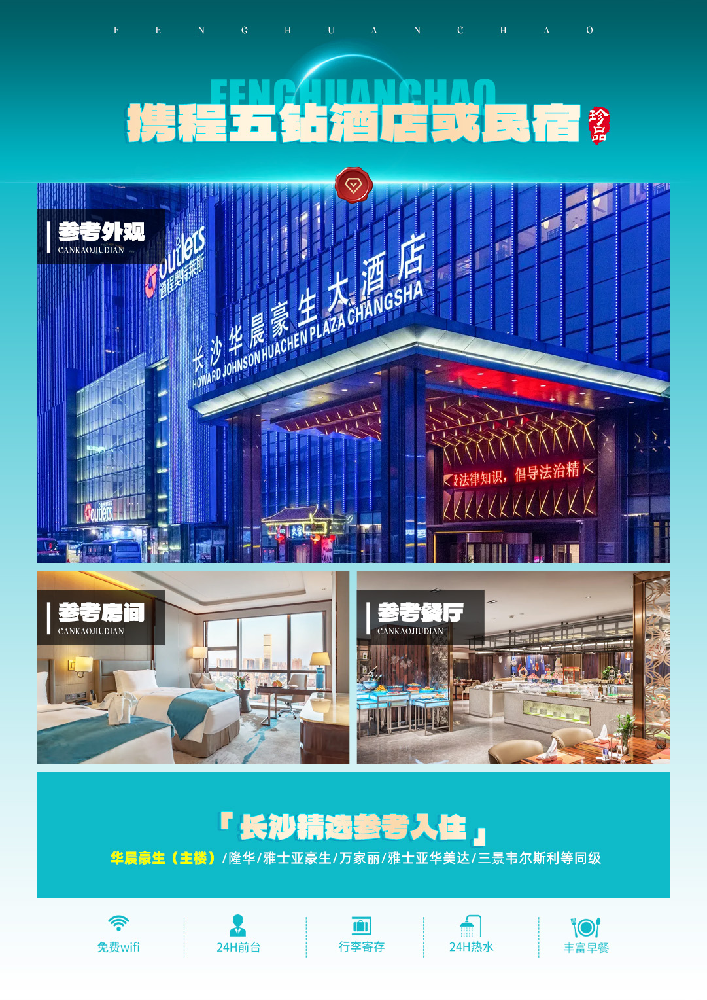 FENGHUANCHAO
FENGHUANCHAO
携程五钻酒店或民宿
珍品
参考外观
CANKAOJIUDIAN
outlets
通程奥特莱斯
长沙华晨豪生大酒店
HOWARD JOHNSON HUACHEN PLAZA CHANGSHA
法律知识，倡导法治精
outlets
参考房间
CANKAOJIUDIAN
参考餐厅
CANKAOJIUDIAN
「长沙精选参考入住」
华晨豪生（主楼）/隆华/雅士亚豪生/万家丽/雅士亚华美达/三景韦尔斯利等同级
免费wifi
24H前台
行李寄存
24H热水
丰富早餐